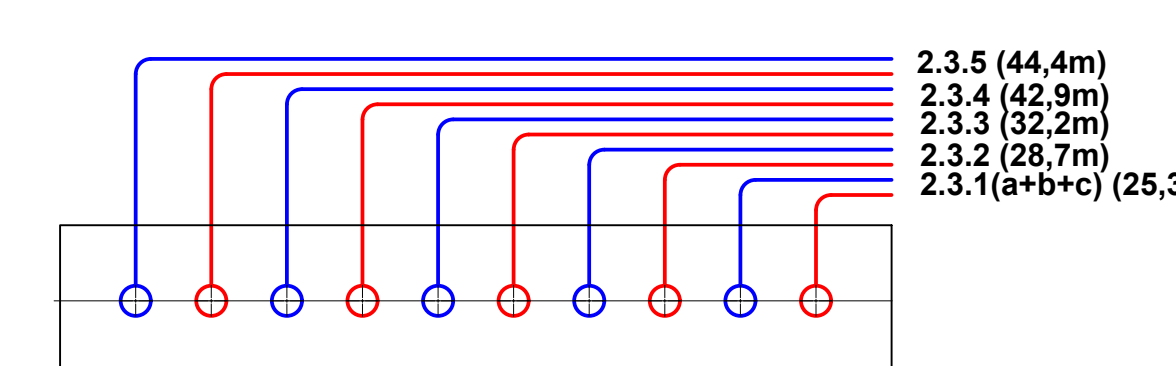 2.3.5 (44,4m)
2.3.4 (42,9m)
2.3.3 (32,2m)
2.3.2 (28,7m)
2.3.1(a+b+c) (25,3